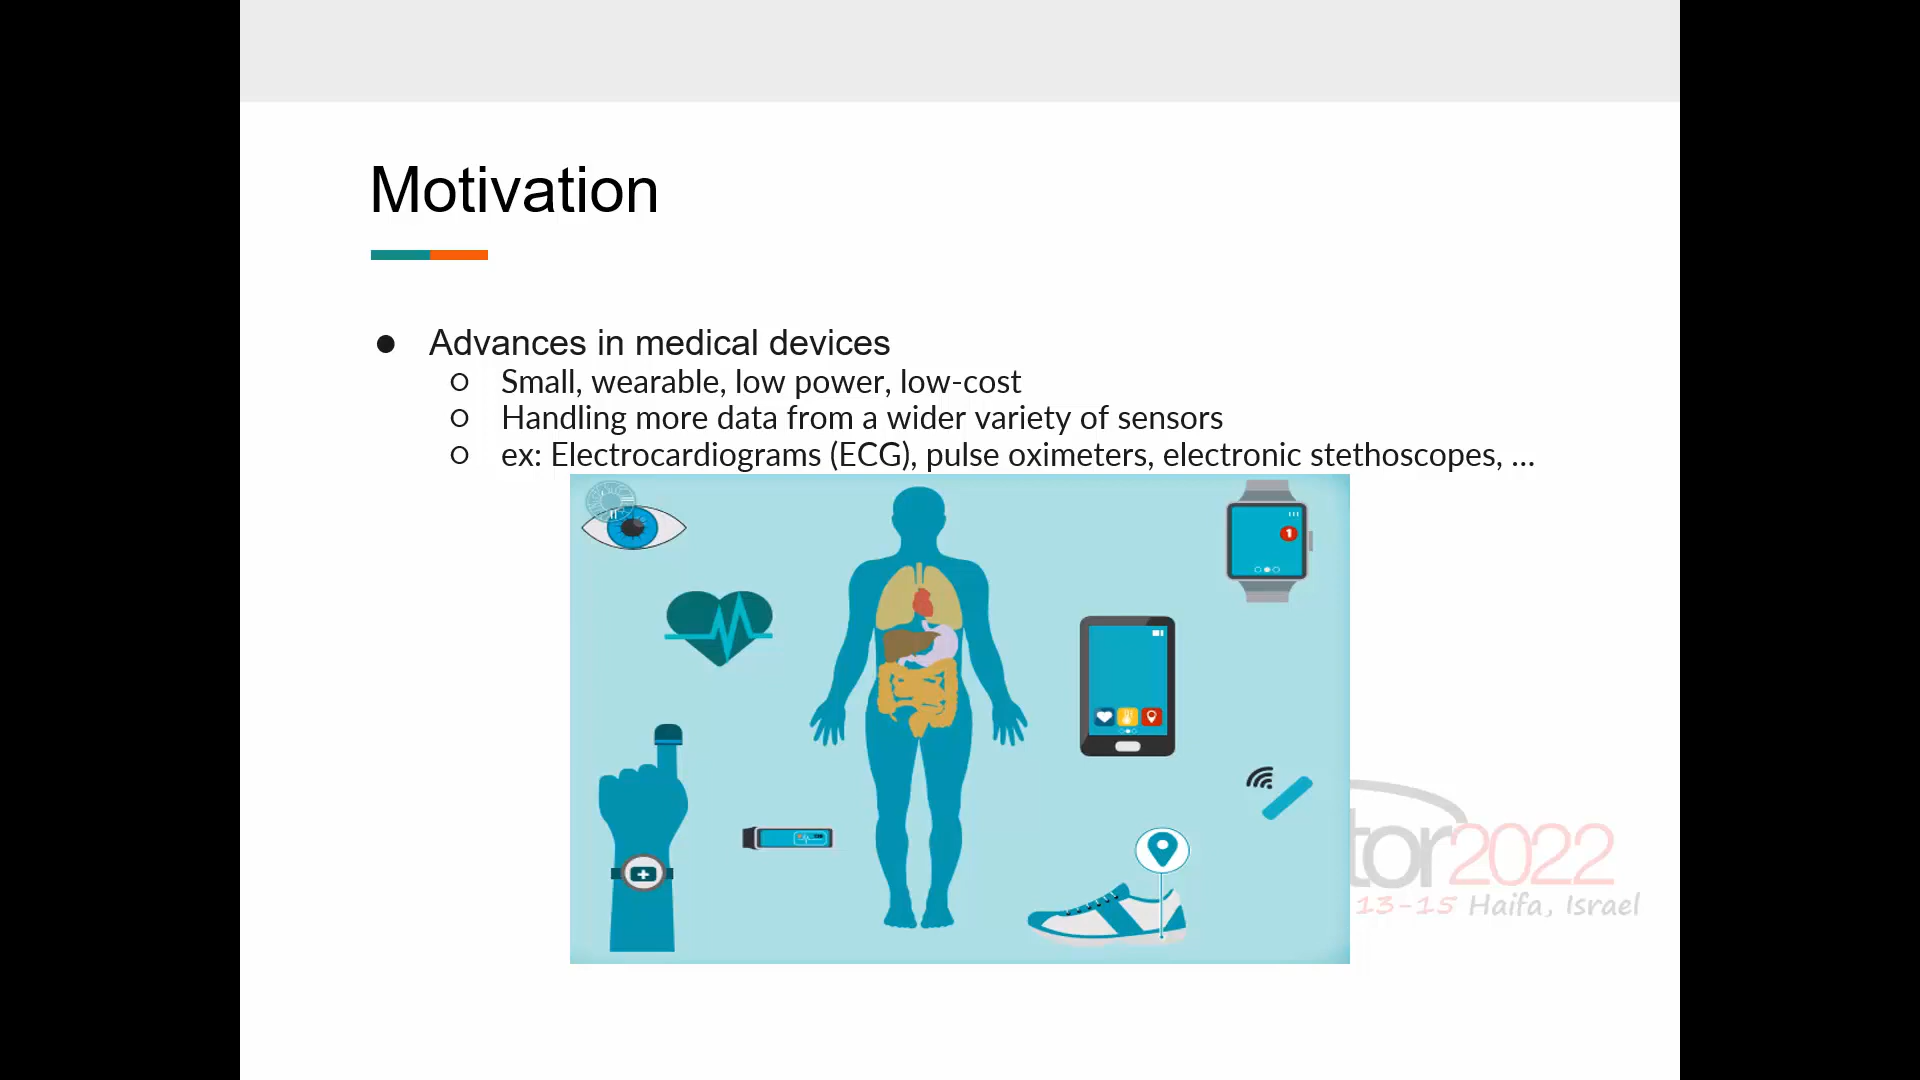 Motivation
● Advances in medical devices
○ Small, wearable, low power, low-cost
○ Handling more data from a wider variety of sensors
○ ex: Electrocardiograms (ECG), pulse oximeters, electronic stethoscopes, ...
1
tor2022
13-15 Haifa, Israel